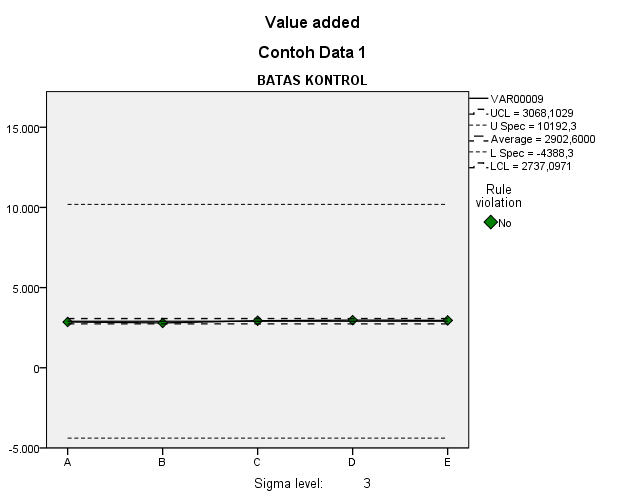 Value added
Contoh Data 1
BATAS KONTROL
15.000
10.000
5.000
0
-5.000
A B C D E
Sigma level: 3
VAR00009
UCL = 3068,1029
U Spec = 10192,3
Average = 2902,6000
L Spec = -4388,3
LCL = 2737,0971
Rule
violation
No